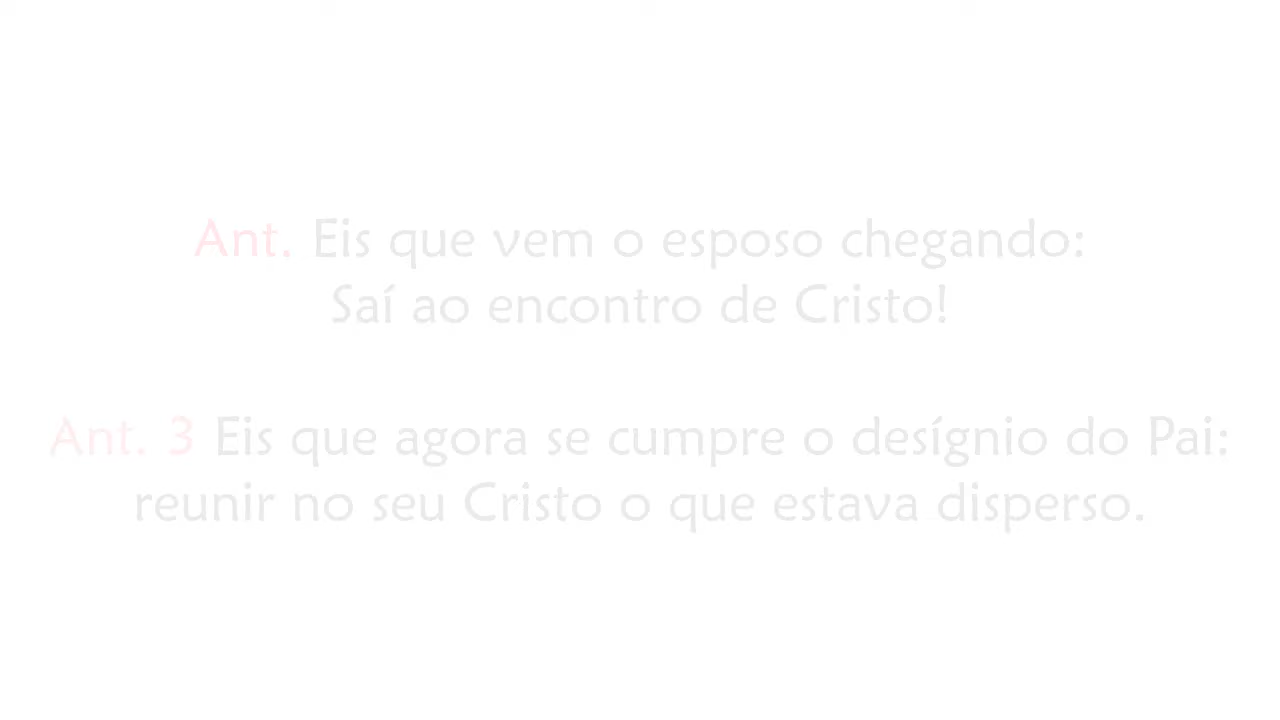 Ant. Eis que vem o esposo chegando:
Saí ao encontro de Cristo!
Ant. 3 Eis que agora se cumpre o desígnio do Pai:
reunir no seu Cristo o que estava disperso.